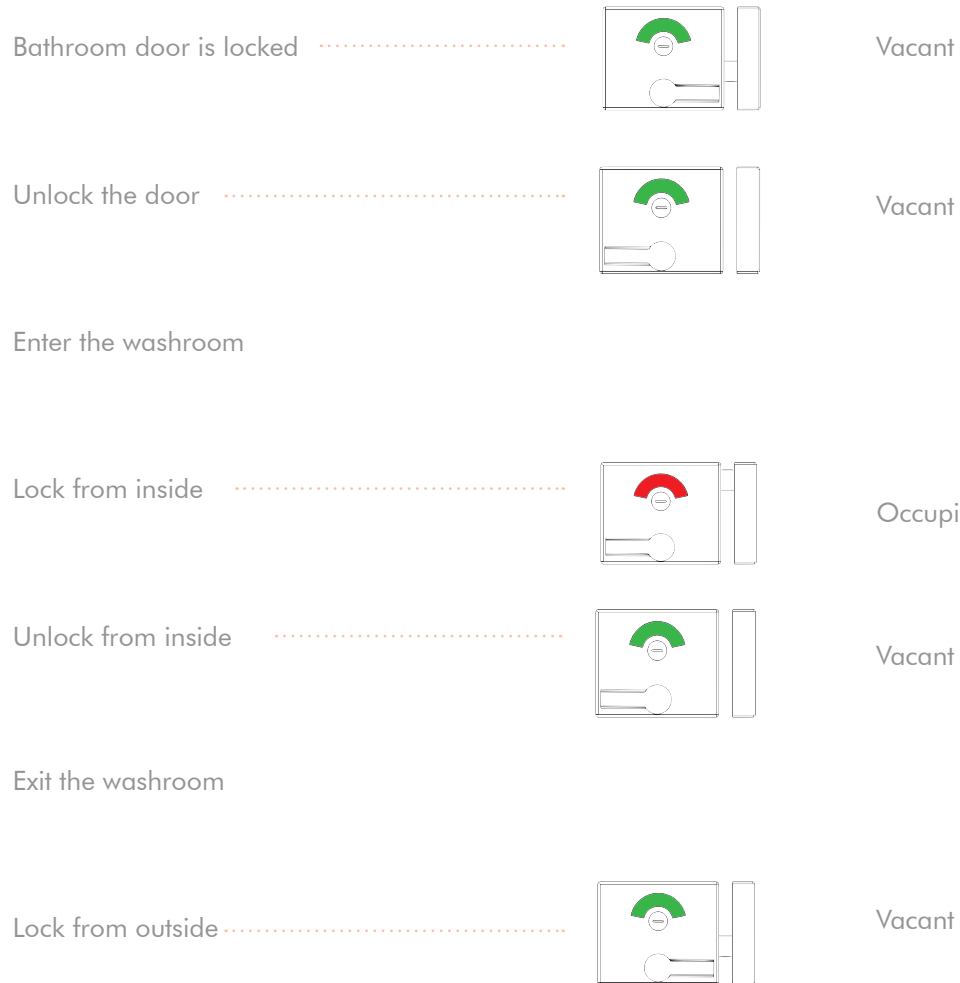 Bathroom door is locked
Vacant
Unlock the door
Vacant
Enter the washroom
Lock from inside
Occupi
Unlock from inside
Vacant
Exit the washroom
Lock from outside
Vacant